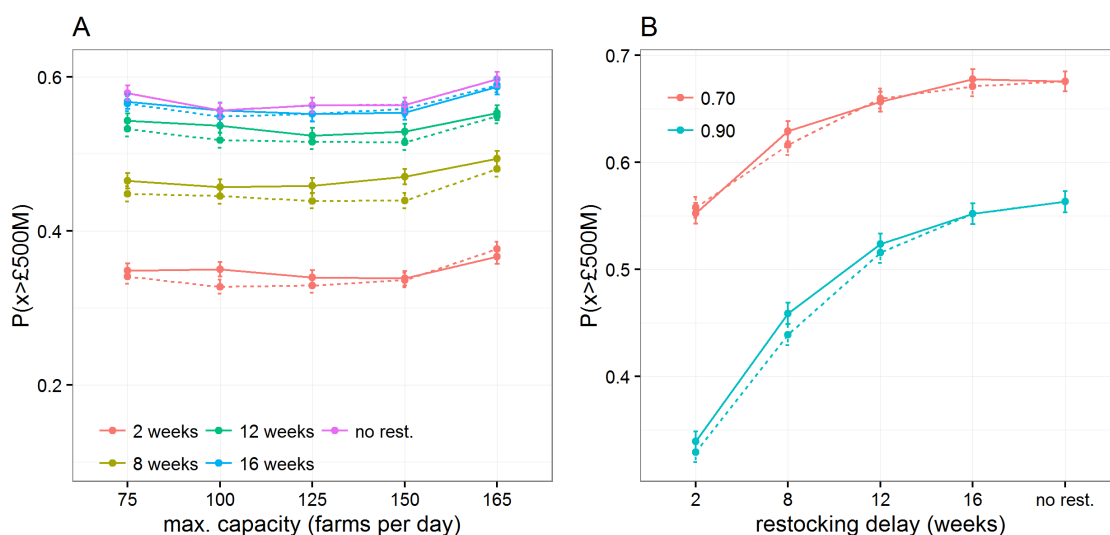 A
P(x>£500M)
0.6
0.4
0.2
2 weeks
12 weeks
no rest.
8 weeks
16 weeks
75
100
125
150
165
max. capacity (farms per day)
B
P(x>£500M)
0.7
0.6
0.5
0.4
0.70
0.90
2
8
12
16
no rest.
restocking delay (weeks)